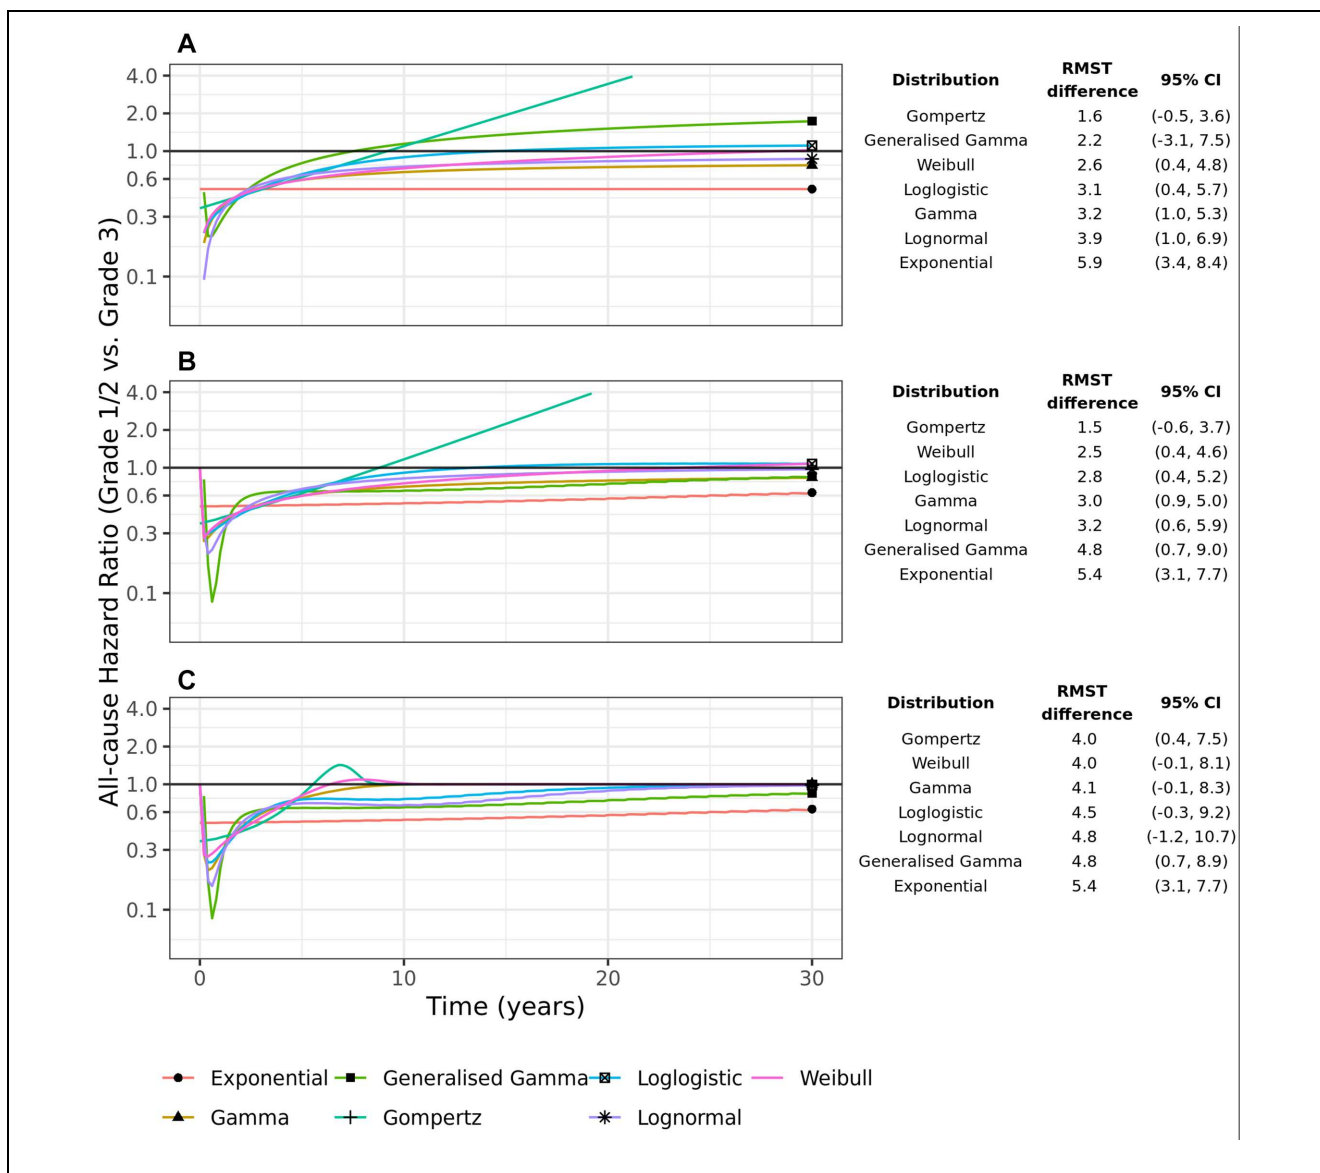 A
All-cause Hazard Ratio (Grade 1/2 vs. Grade 3)
4.0
2.0
1.0
0.6
0.3
0.1
Distribution RMST difference 95% CI
Gompertz 1.6 (-0.5, 3.6)
Generalised Gamma 2.2 (-3.1, 7.5)
Weibull 2.6 (0.4, 4.8)
Loglogistic 3.1 (0.4, 5.7)
Gamma 3.2 (1.0, 5.3)
Lognormal 3.9 (1.0, 6.9)
Exponential 5.9 (3.4, 8.4)
B
4.0
2.0
1.0
0.6
0.3
0.1
Distribution RMST difference 95% CI
Gompertz 1.5 (-0.6, 3.7)
Weibull 2.5 (0.4, 4.6)
Loglogistic 2.8 (0.4, 5.2)
Gamma 3.0 (0.9, 5.0)
Lognormal 3.2 (0.6, 5.9)
Generalised Gamma 4.8 (0.7, 9.0)
Exponential 5.4 (3.1, 7.7)
C
4.0
2.0
1.0
0.6
0.3
0.1
Distribution RMST difference 95% CI
Gompertz 4.0 (0.4, 7.5)
Weibull 4.0 (-0.1, 8.1)
Gamma 4.1 (-0.1, 8.3)
Loglogistic 4.5 (-0.3, 9.2)
Lognormal 4.8 (-1.2, 10.7)
Generalised Gamma 4.8 (0.7, 8.9)
Exponential 5.4 (3.1, 7.7)
0 10 20 30
Time (years)
Exponential Generalised Gamma Loglogistic Weibull
Gamma Gompertz Lognormal